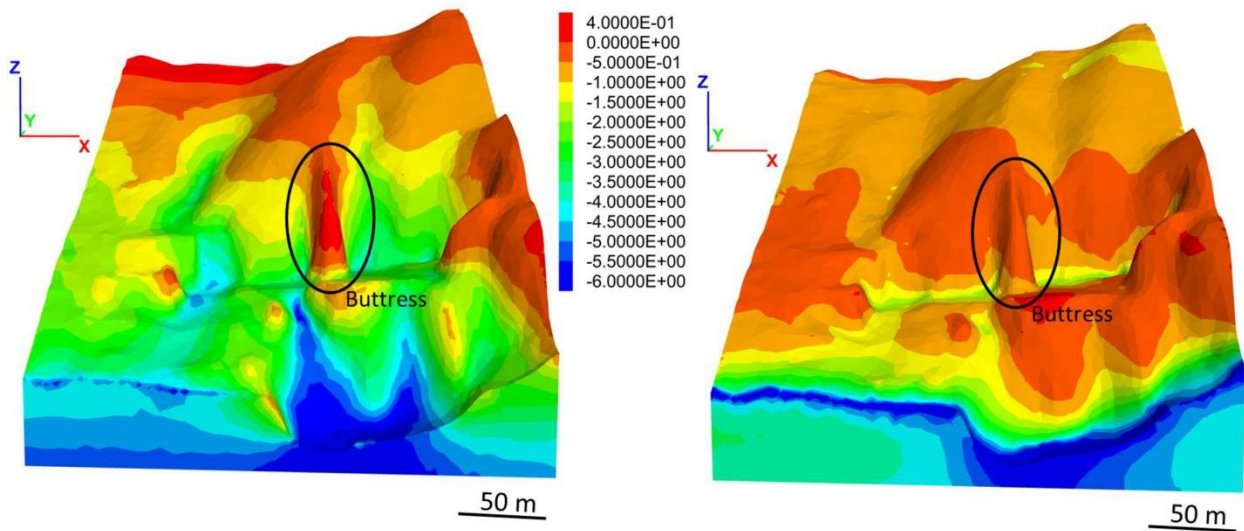 Z
Y
X
4.0000E-01
0.0000E+00
-5.0000E-01
-1.0000E+00
-1.5000E+00
-2.0000E+00
-2.5000E+00
-3.0000E+00
-3.5000E+00
-4.0000E+00
-4.5000E+00
-5.0000E+00
-5.5000E+00
-6.0000E+00
Buttress
50 m
Z
Y
X
Buttress
50 m